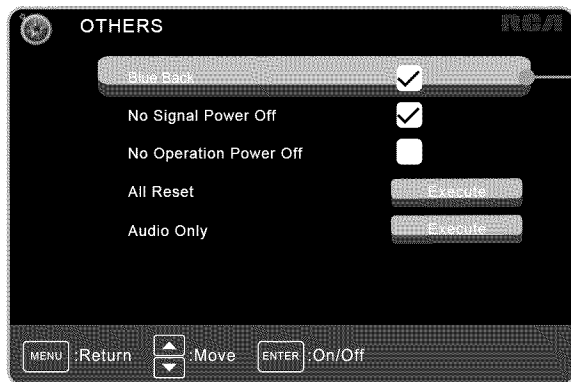 OTHERS RCA
Blue Back
No Signal Power Off
No Operation Power Off
All Reset Execute
Audio Only Execute
MENU :Return :Move ENTER :On/Off